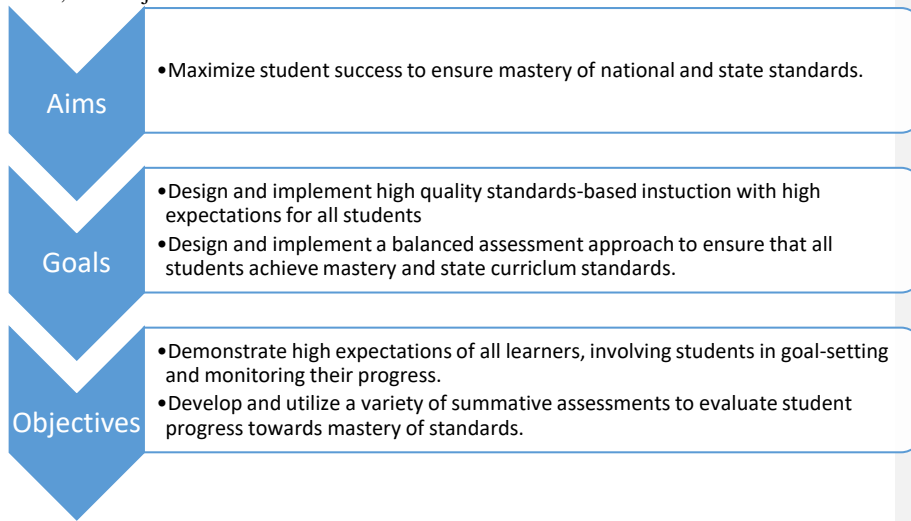 Aims
•Maximize student success to ensure mastery of national and state standards.
Goals
•Design and implement high quality standards-based instuction with high
expectations for all students
•Design and implement a balanced assessment approach to ensure that all
students achieve mastery and state curriclum standards.
Objectives
•Demonstrate high expectations of all learners, involving students in goal-setting
and monitoring their progress.
•Develop and utilize a variety of summative assessments to evaluate student
progress towards mastery of standards.